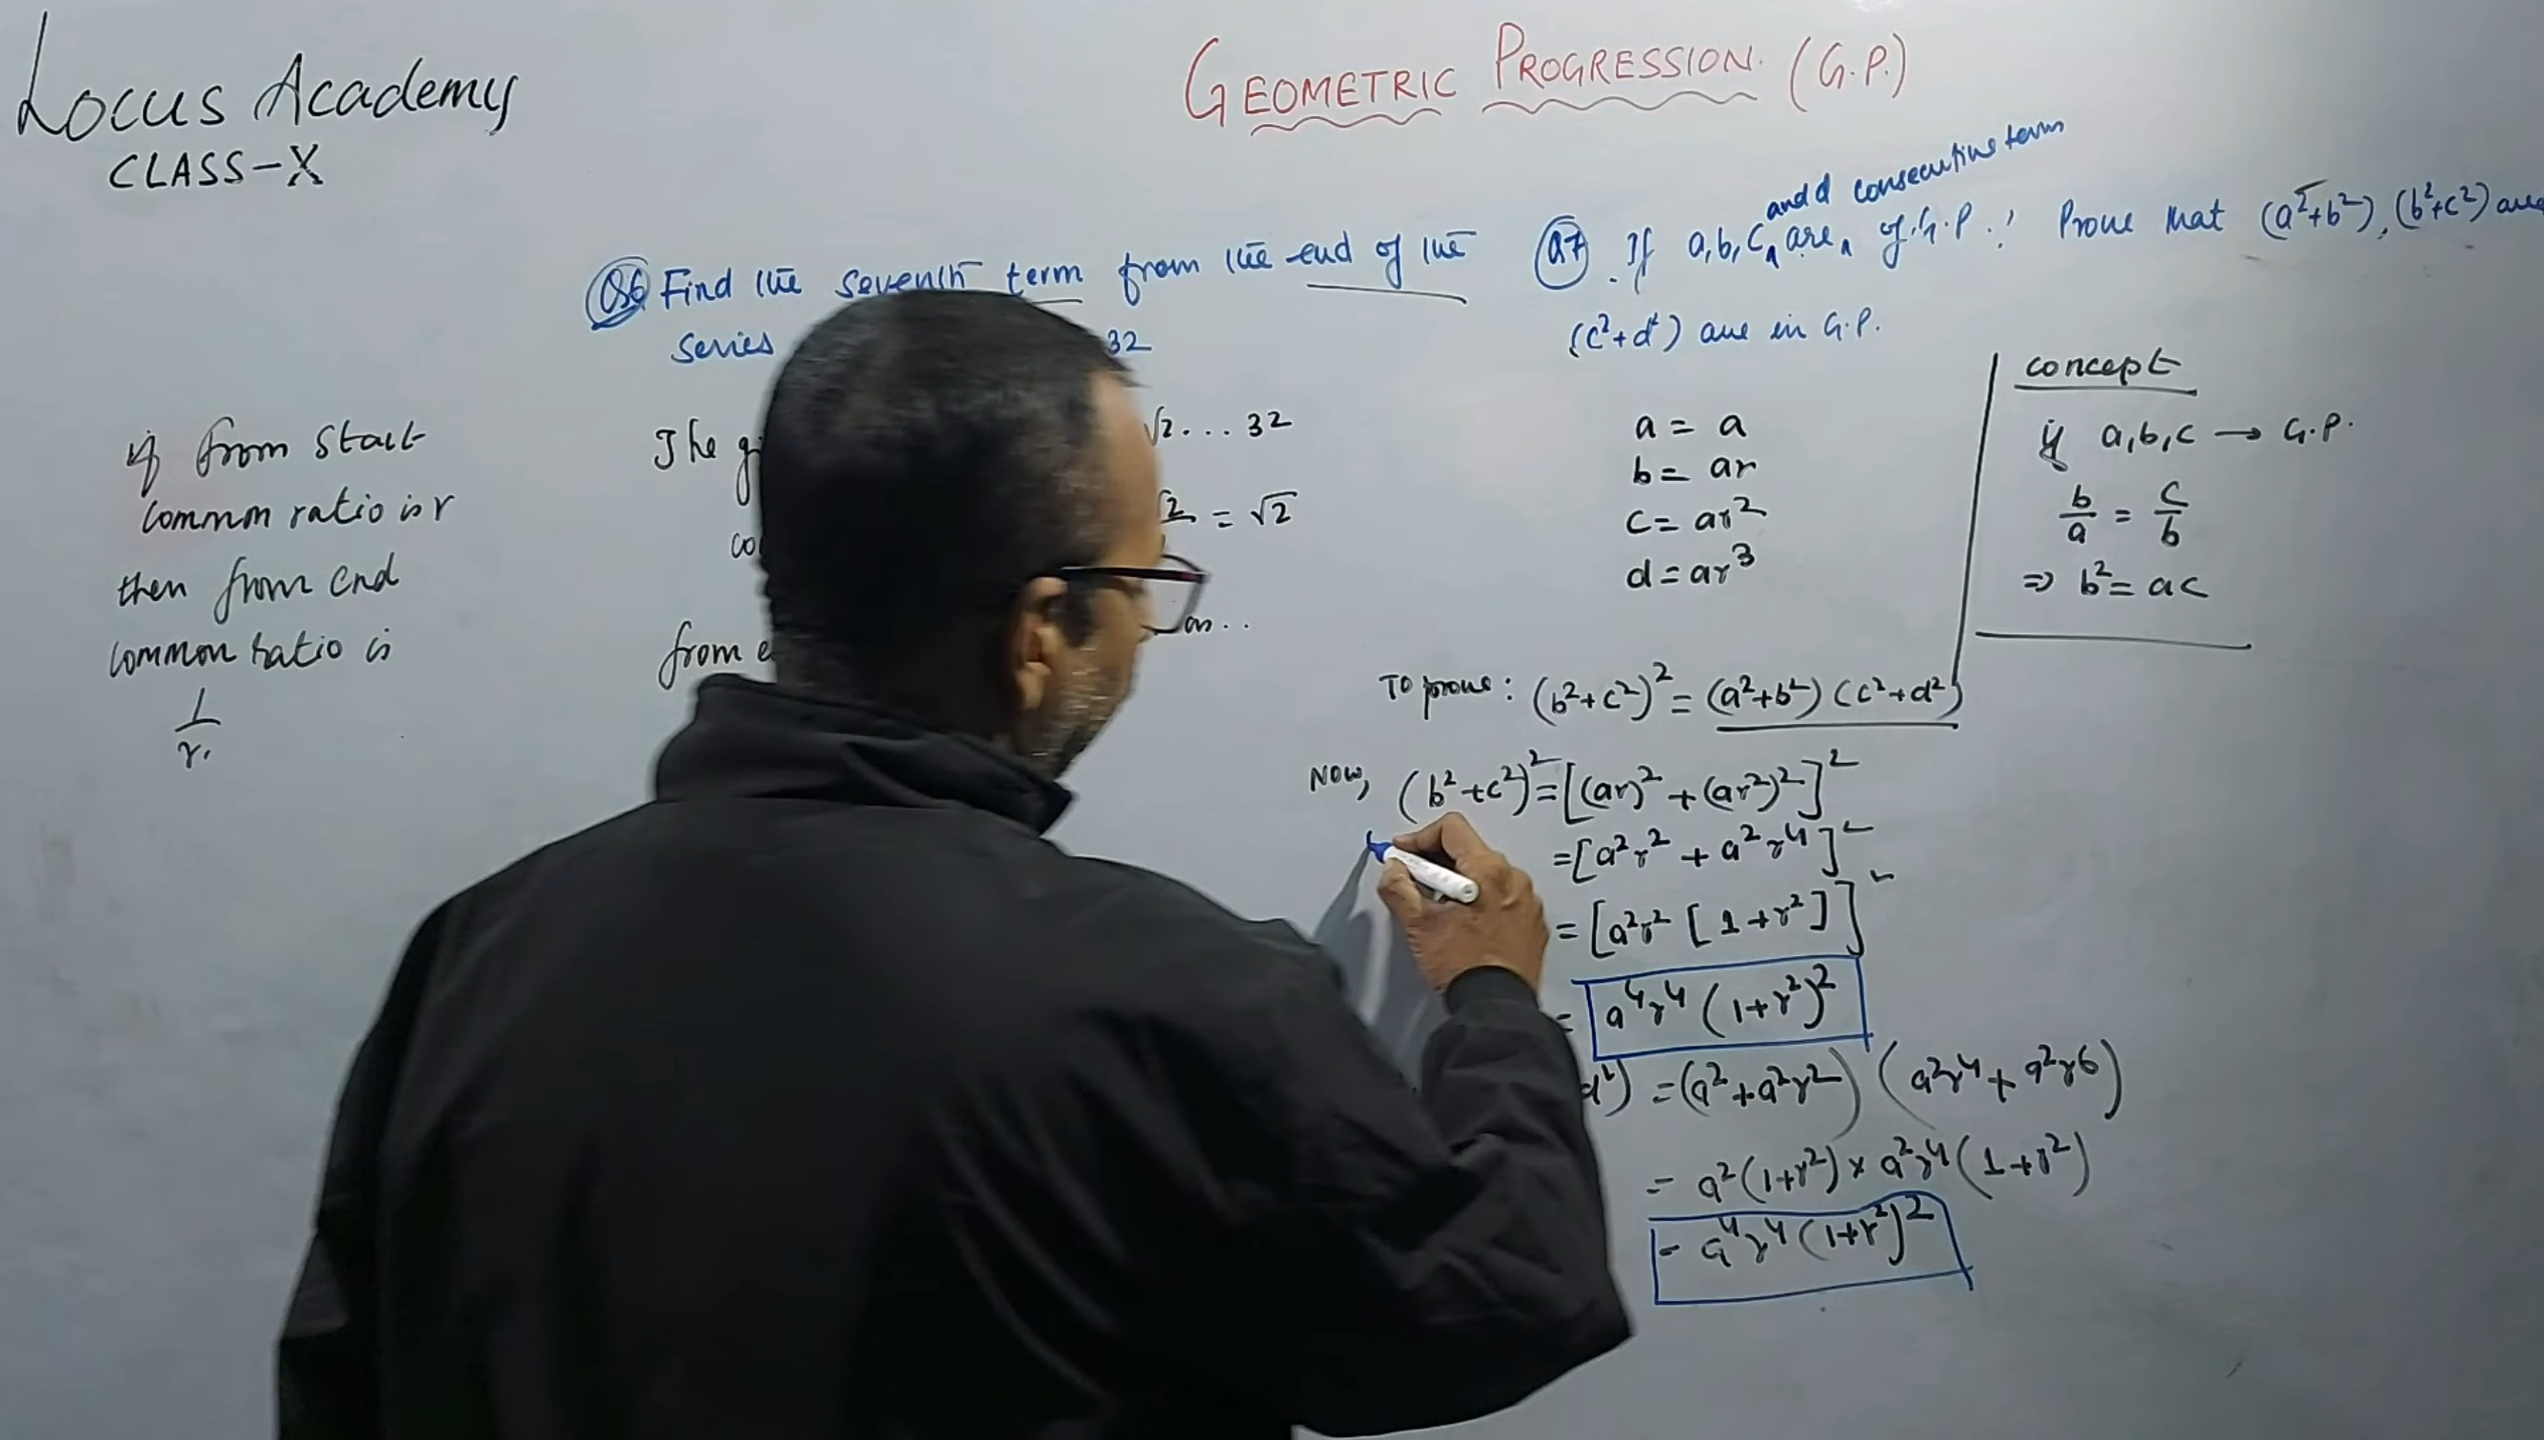 Locus Academy
CLASS-X
GEOMETRIC PROGRESSION. (G.P.)
if from start
common ratio is r
then from end
common ratio is
1/r.
Q6 Find the seventh term from the end of the
series 32
The √2 ... 32
= √2
from
Q7. If a, b, c and d are consecutive term of G.P. Prove that (a²+b²), (b²+c²) are
(c²+d²) are in G.P.
concept
if a,b,c → G.P.
b/a = c/b
⇒ b² = ac
a = a
b = ar
c = ar²
d = ar³
To prove: (b²+c²)² = (a²+b²) (c²+d²)
Now, (b²+c²)² = [(ar)² + (ar²)²]²
= [a²r² + a²r⁴]²
= [a²r² [1+r²]]²
= a⁴r⁴ (1+r²)²
d²) = (a²+a²r²) (a²r⁴ + a²r⁶)
= a²(1+r²) × a²r⁴ (1+r²)
= a⁴r⁴ (1+r²)²